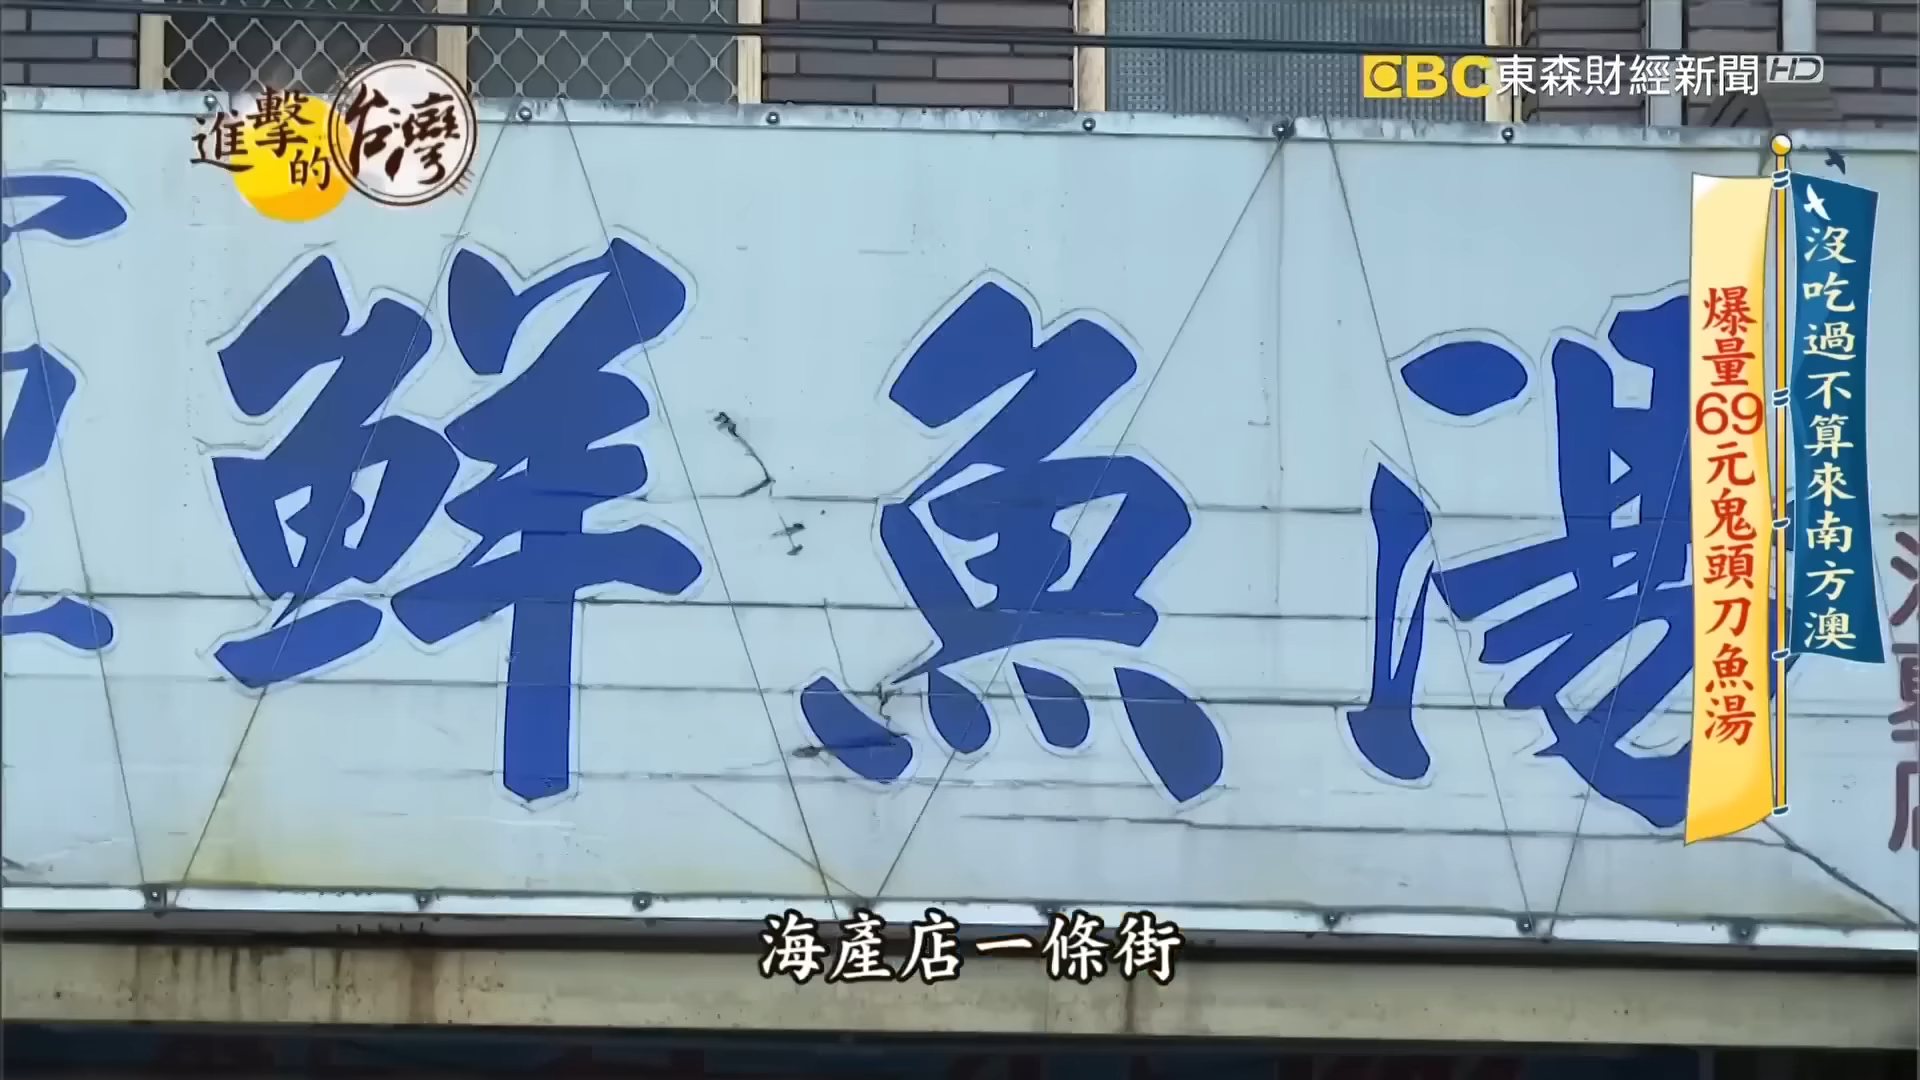 進擊的台灣
EBC東森財經新聞HD
沒吃過不算來南方澳
爆量69元鬼頭刀魚湯
鮮魚湯
海產店一條街